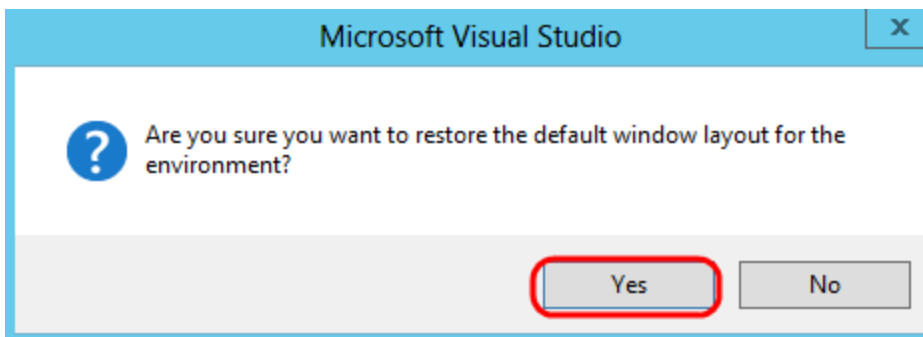 Microsoft Visual Studio
x
?
Are you sure you want to restore the default window layout for the
environment?
Yes
No